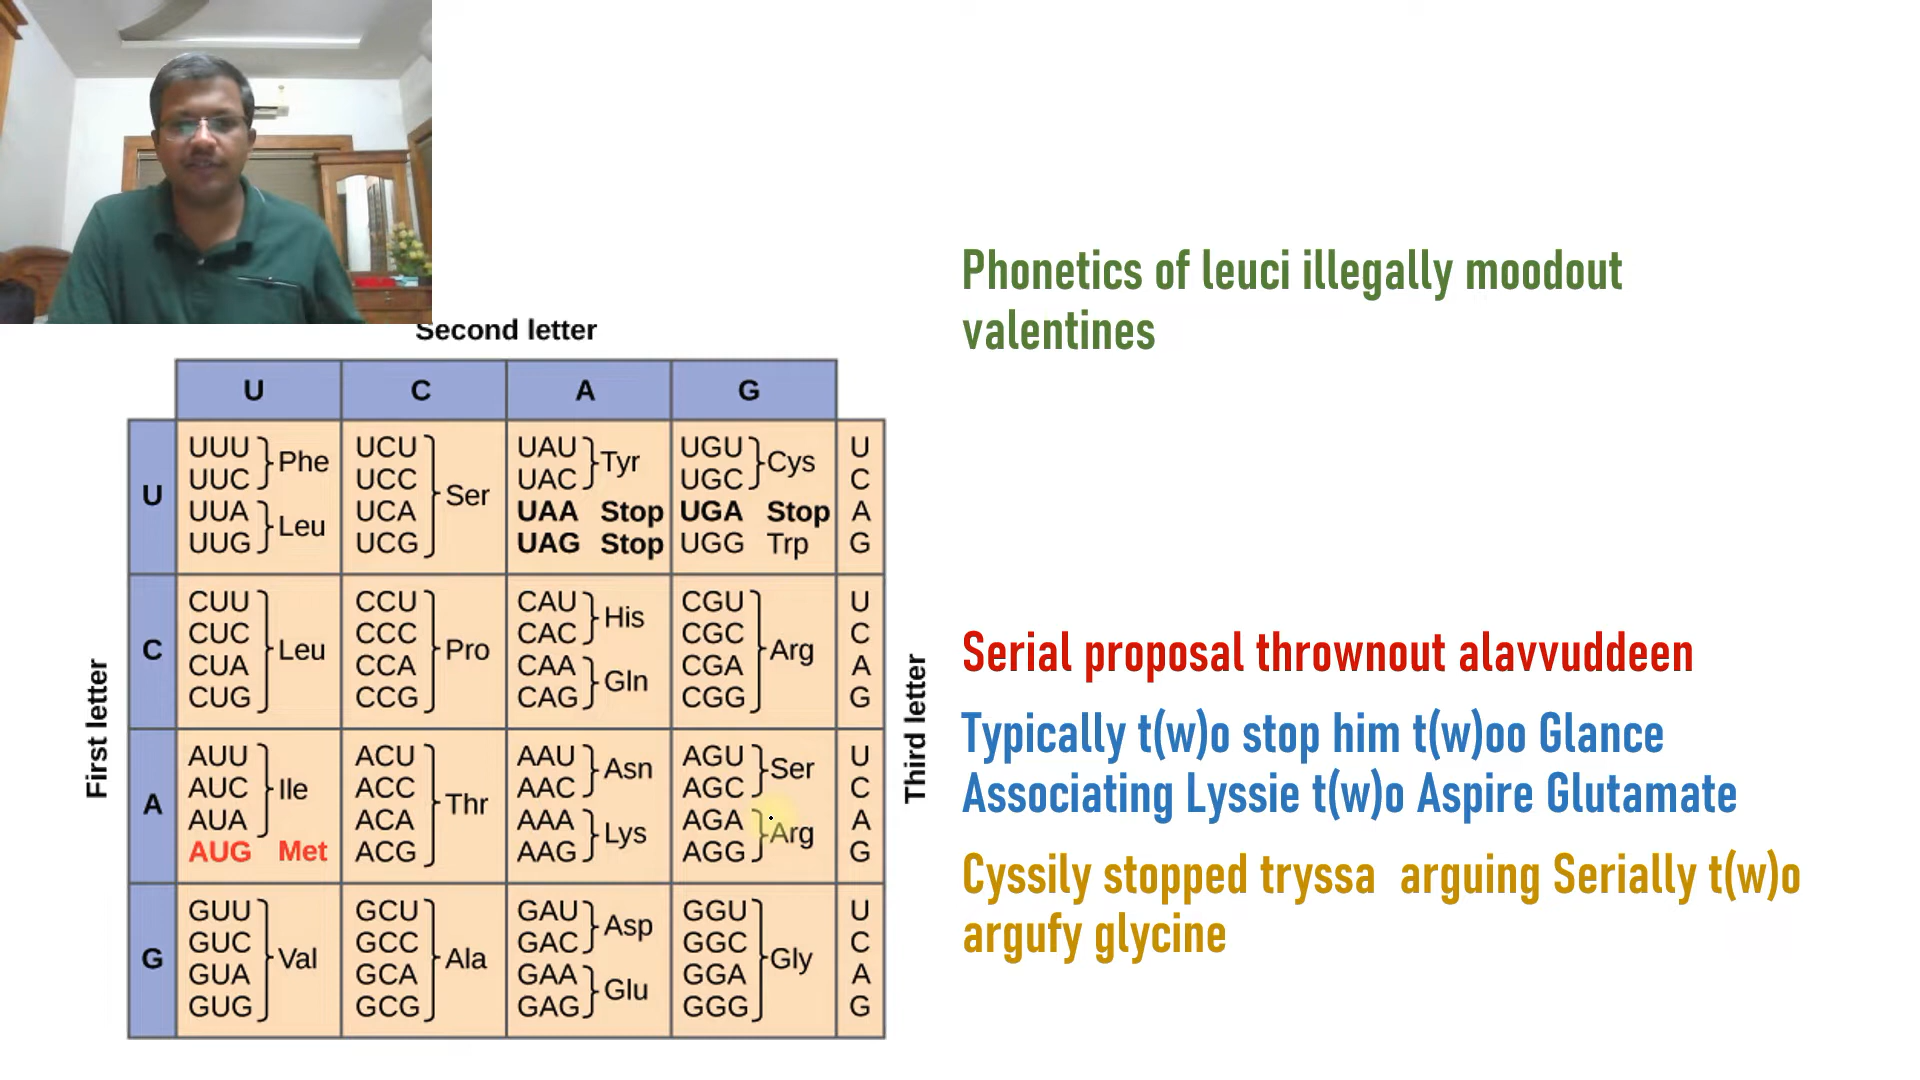 Second letter
U C A G
U
UUU
UUC
UUA
UUG
Phe
Leu
UCU
UCC
UCA
UCG
Ser
UAU
UAC
Tyr
UAA Stop
UAG Stop
UGU
UGC
Cys
UGA Stop
UGG Trp
U
C
A
G
C
CUU
CUC
CUA
CUG
Leu
CCU
CCC
CCA
CCG
Pro
CAU
CAC
CAA
CAG
His
Gln
CGU
CGC
CGA
CGG
Arg
U
C
A
G
A
AUU
AUC
AUA
Ile
AUG Met
ACU
ACC
ACA
ACG
Thr
AAU
AAC
AAA
AAG
Asn
Lys
AGU
AGC
AGA
AGG
Ser
Arg
U
C
A
G
G
GUU
GUC
GUA
GUG
Val
GCU
GCC
GCA
GCG
Ala
GAU
GAC
GAA
GAG
Asp
Glu
GGU
GGC
GGA
GGG
Gly
U
C
A
G
First letter
Third letter
Phonetics of leuci illegally moodout
valentines
Serial proposal thrownout alavvuddeen
Typically t(w)o stop him t(w)oo Glance
Associating Lyssie t(w)o Aspire Glutamate
Cyssily stopped tryssa arguing Serially t(w)o
argufy glycine